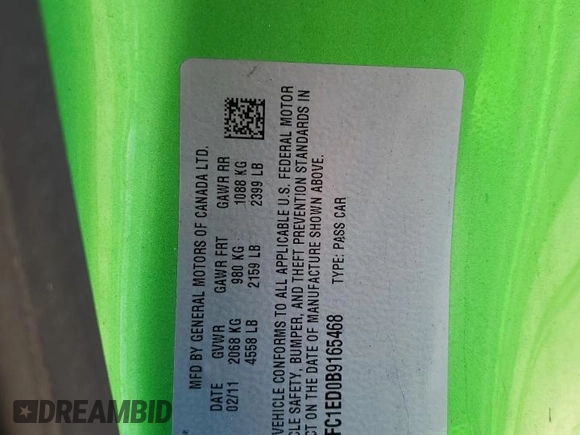 MFD BY GENERAL MOTORS OF CANADA LTD.
DATE GVWR GAWR FRT GAWR RR
02/11 2068 KG 980 KG 1088 KG
4558 LB 2159 LB 2399 LB
VEHICLE CONFORMS TO ALL APPLICABLE U.S. FEDERAL MOTOR
CLE SAFETY, BUMPER, AND THEFT PREVENTION STANDARDS IN
CT ON THE DATE OF MANUFACTURE SHOWN ABOVE.
FC1ED0B9165468 TYPE: PASS CAR
DREAMBID